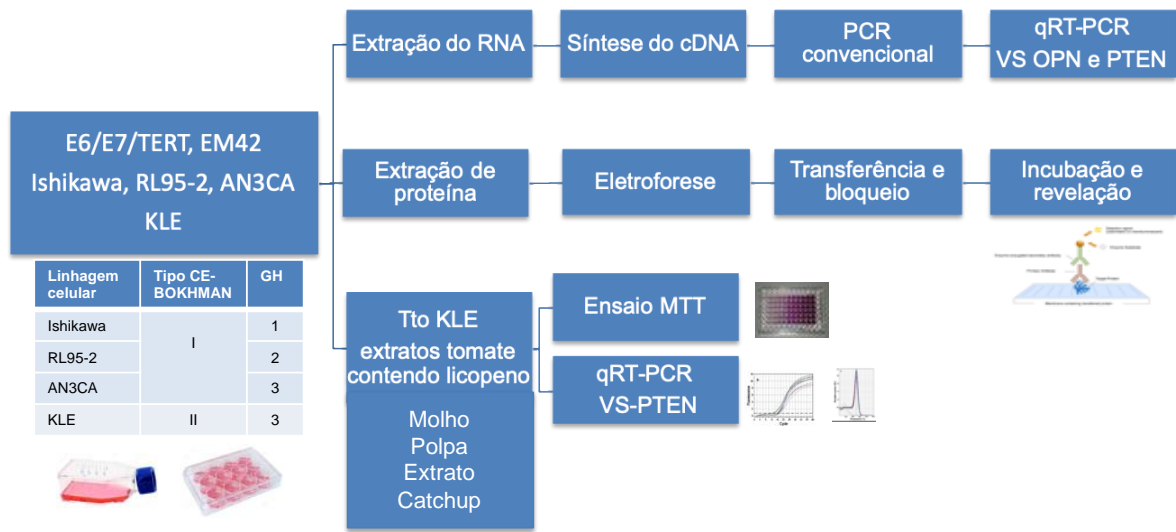 Extração do RNA
Síntese do cDNA
PCR
convencional
qRT-PCR
VS OPN e PTEN
E6/E7/TERT, EM42
Ishikawa, RL95-2, AN3CA
KLE
Extração de
proteína
Eletroforese
Transferência e
bloqueio
Incubação e
revelação
Linhagem
celular
Tipo CE-
BOKHMAN
GH
Ishikawa
I
1
RL95-2
2
AN3CA
3
KLE
II
3
Tto KLE
extratos tomate
contendo licopeno
Molho
Polpa
Extrato
Catchup
Ensaio MTT
qRT-PCR
VS-PTEN
Cycle